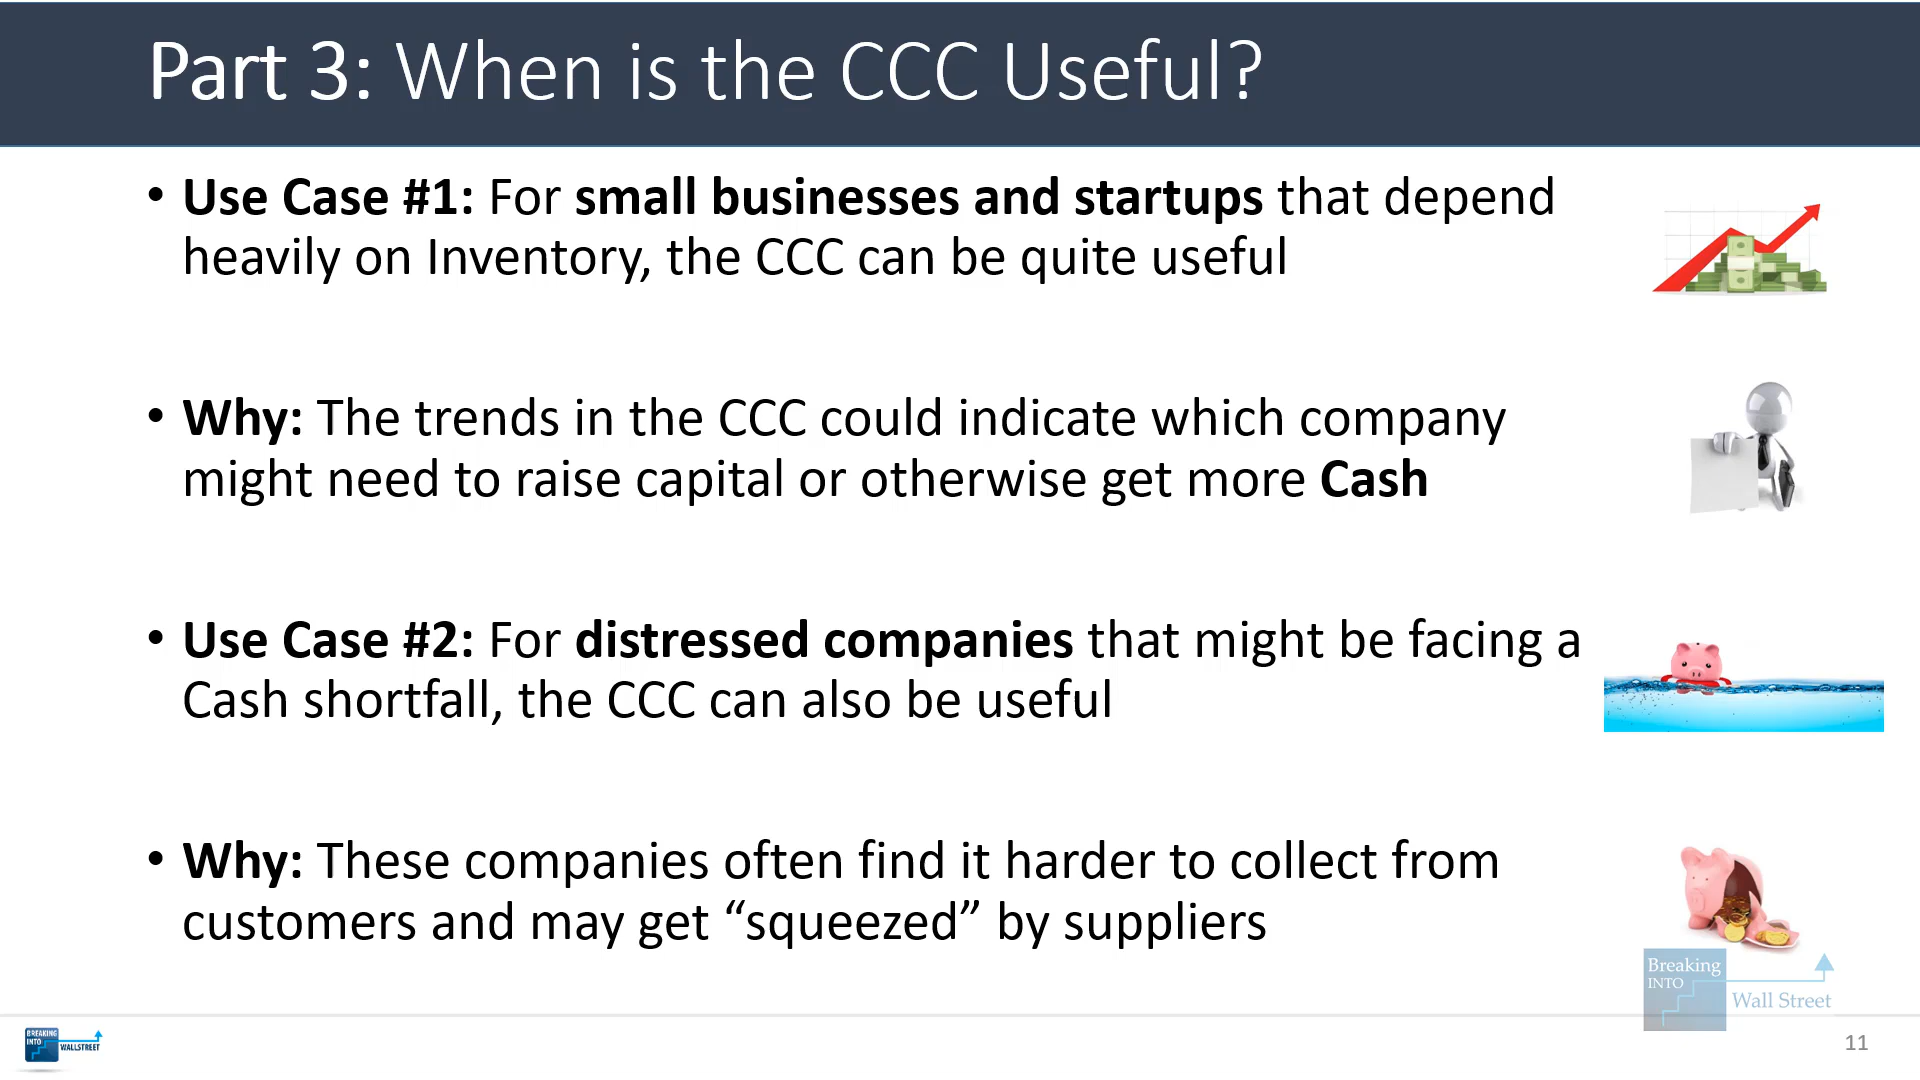 Part 3: When is the CCC Useful?
• Use Case #1: For small businesses and startups that depend
heavily on Inventory, the CCC can be quite useful
• Why: The trends in the CCC could indicate which company
might need to raise capital or otherwise get more Cash
• Use Case #2: For distressed companies that might be facing a
Cash shortfall, the CCC can also be useful
• Why: These companies often find it harder to collect from
customers and may get “squeezed” by suppliers
Breaking
INTO
Wall Street
BREAKING
INTO
WALLSTREET
11